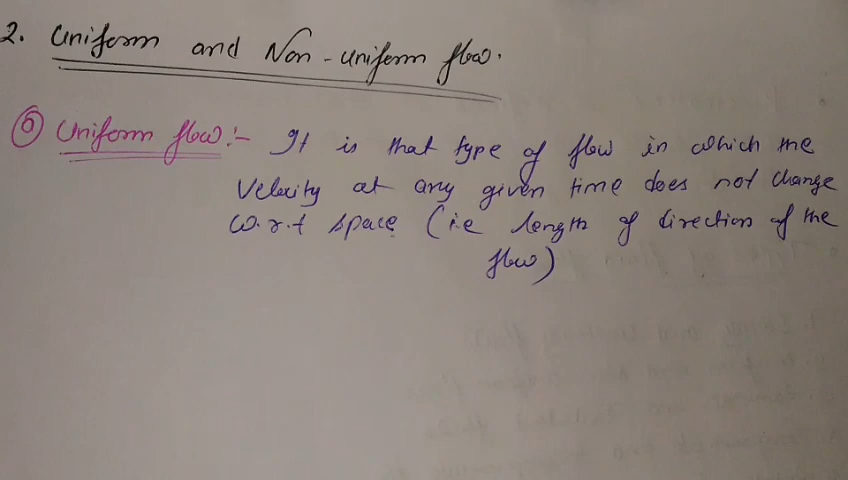 2. Uniform and Non-uniform flow.
ⓐ Uniform flow:- It is that type of flow in which the
Velocity at any given time does not change
w.r.t space (i.e length of direction of the
flow)